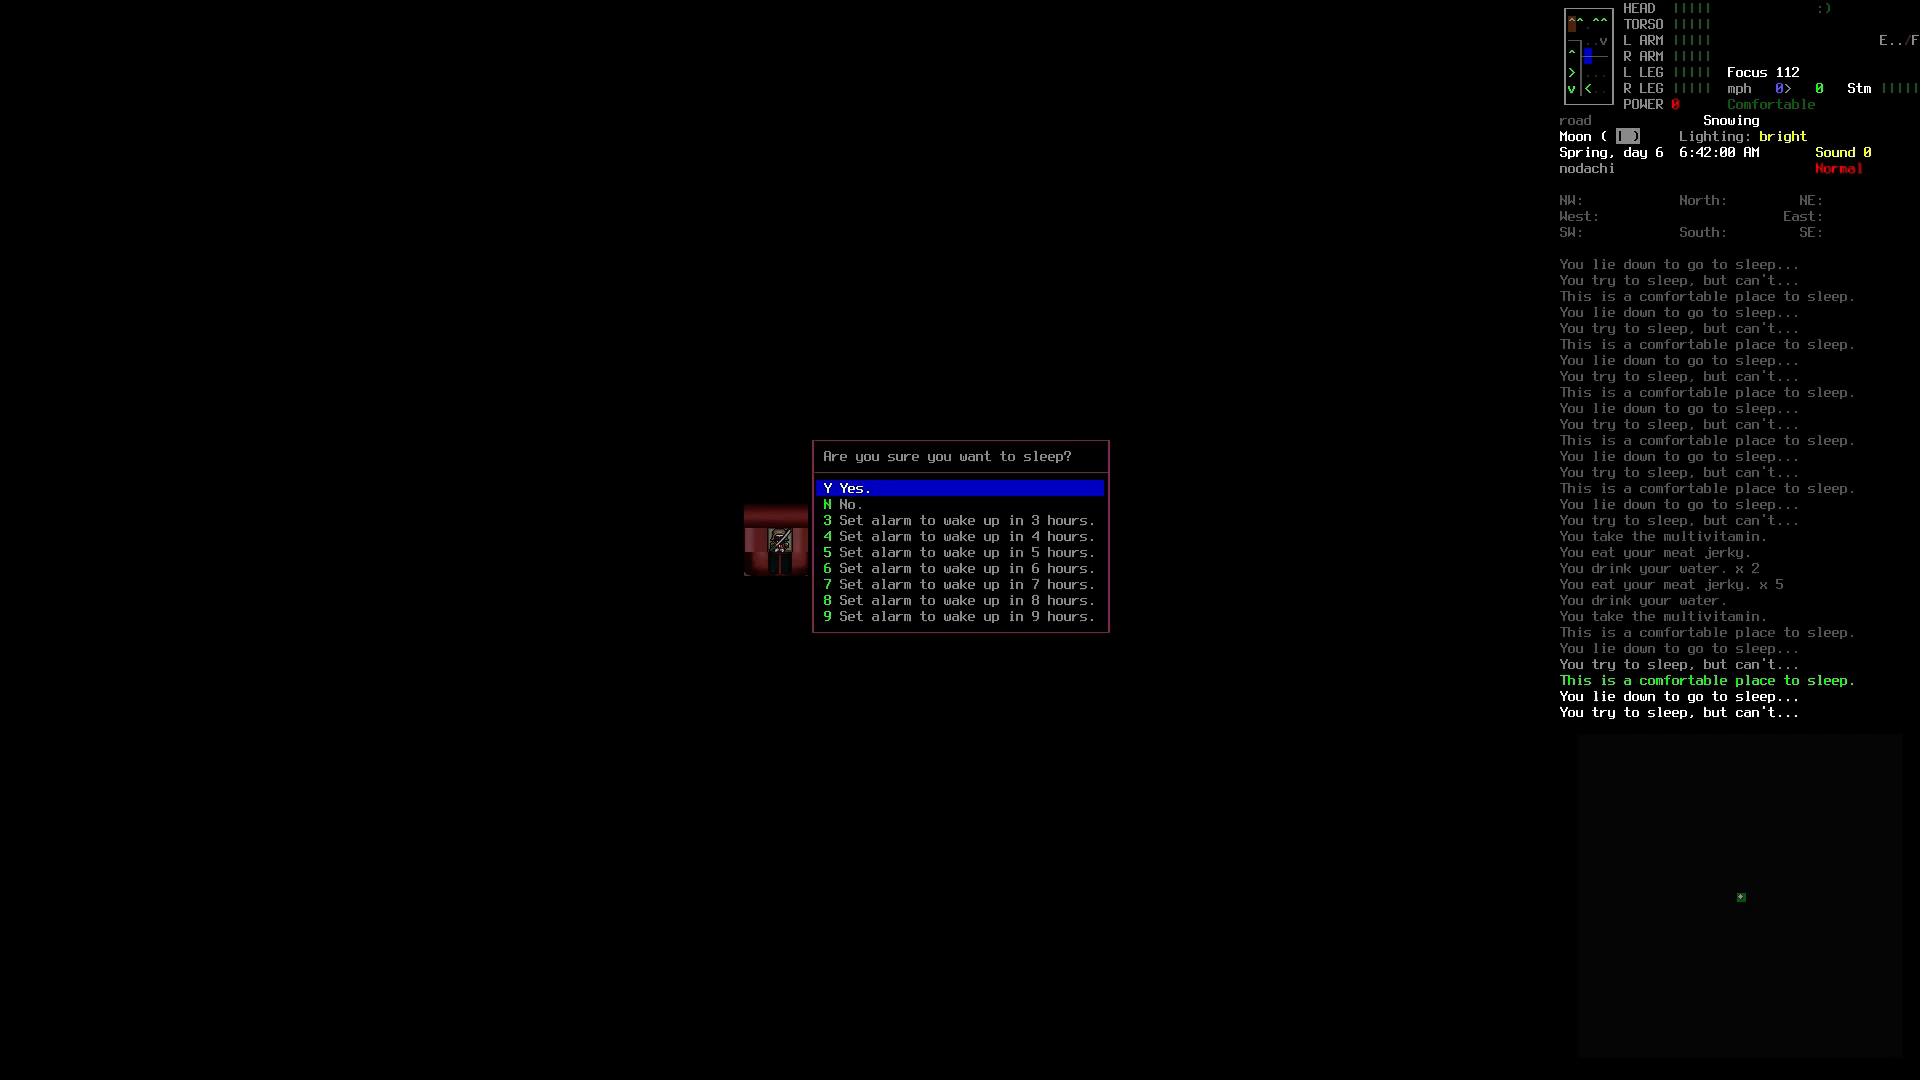 HEAD ||||| :)
^^ ^^
TORSO |||||
L ARM ||||| E../F
R ARM |||||
L LEG ||||| Focus 112
R LEG ||||| mph 0> 0 Stm |||||
POWER 0 Comfortable
road Snowing
Moon ( | ) Lighting: bright
Spring, day 6 6:42:00 AM Sound 0
nodachi Normal
NW: North: NE:
West: East:
SW: South: SE:
You lie down to go to sleep...
You try to sleep, but can't...
This is a comfortable place to sleep.
You lie down to go to sleep...
You try to sleep, but can't...
This is a comfortable place to sleep.
You lie down to go to sleep...
You try to sleep, but can't...
This is a comfortable place to sleep.
You lie down to go to sleep...
You try to sleep, but can't...
This is a comfortable place to sleep.
You lie down to go to sleep...
You try to sleep, but can't...
This is a comfortable place to sleep.
You lie down to go to sleep...
You try to sleep, but can't...
You take the multivitamin.
You eat your meat jerky.
You drink your water. x 2
You eat your meat jerky. x 5
You drink your water.
You take the multivitamin.
This is a comfortable place to sleep.
You lie down to go to sleep...
You try to sleep, but can't...
This is a comfortable place to sleep.
You lie down to go to sleep...
You try to sleep, but can't...
Are you sure you want to sleep?
Y Yes.
N No.
3 Set alarm to wake up in 3 hours.
4 Set alarm to wake up in 4 hours.
5 Set alarm to wake up in 5 hours.
6 Set alarm to wake up in 6 hours.
7 Set alarm to wake up in 7 hours.
8 Set alarm to wake up in 8 hours.
9 Set alarm to wake up in 9 hours.